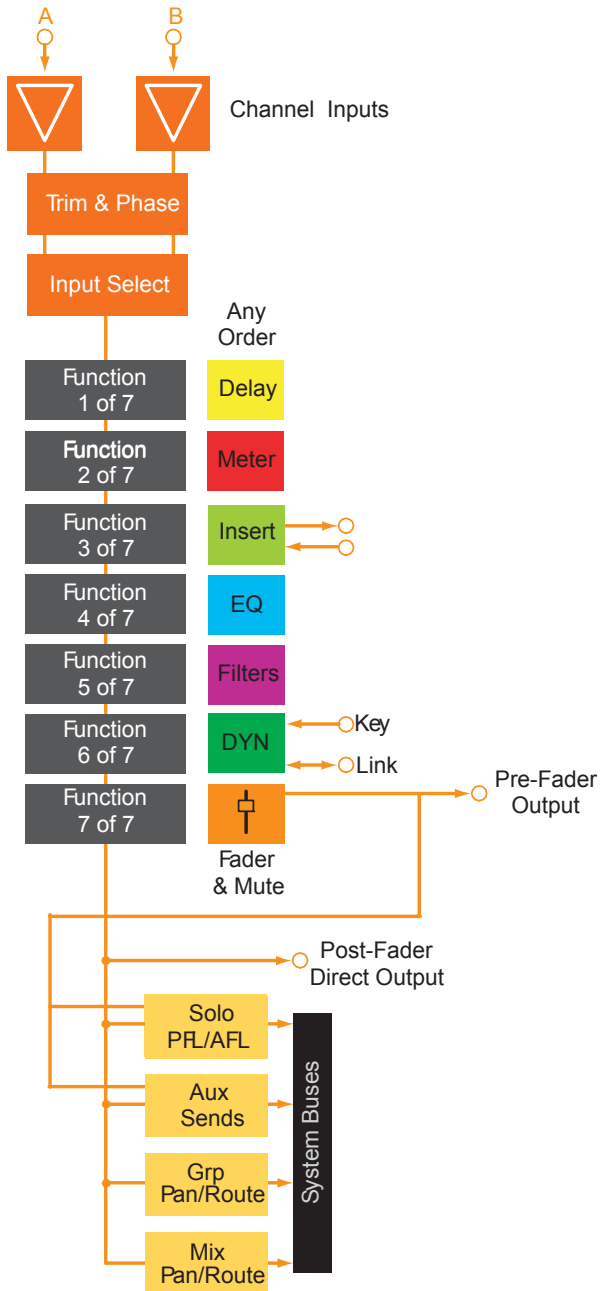 A
B
Channel Inputs
Trim & Phase
Input Select
Any
Order
Function
1 of 7
Delay
Function
2 of 7
Meter
Function
3 of 7
Insert
Function
4 of 7
EQ
Function
5 of 7
Filters
Function
6 of 7
DYN
Key
Link
Function
7 of 7
Fader
& Mute
Pre-Fader
Output
Post-Fader
Direct Output
Solo
PFL/AFL
Aux
Sends
Grp
Pan/Route
Mix
Pan/Route
System Buses